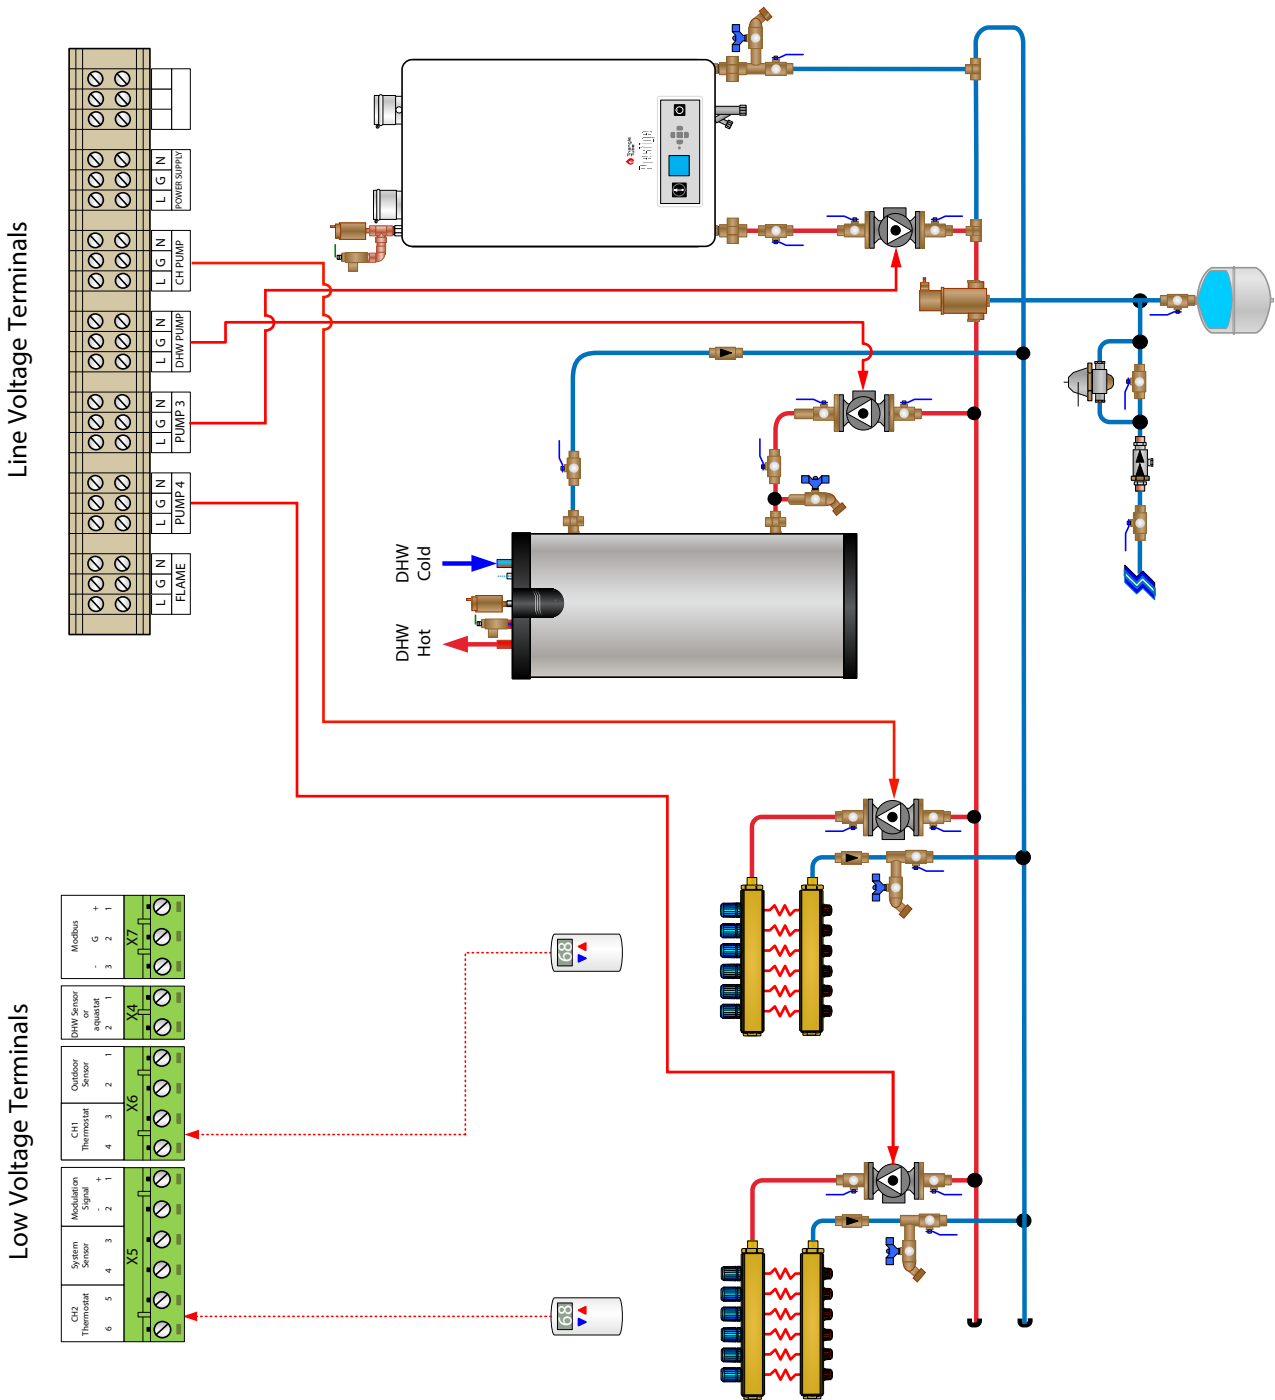 Line Voltage Terminals
L G N
POWER SUPPLY
L G N
CH PUMP
L G N
DHW PUMP
L G N
PUMP 3
L G N
PUMP 4
L G N
FLAME
Triangle Tube
Prestige
DHW
Cold
DHW
Hot
Low Voltage Terminals
Modbus
- G +
3 2 1
X7
DHW Sensor
or
aquastat
2 1
X4
Outdoor
Sensor
2 1
CH1
Thermostat
4 3
X6
Modulation
Signal
- +
2 1
System
Sensor
4 3
CH2
Thermostat
6 5
X5
68
68